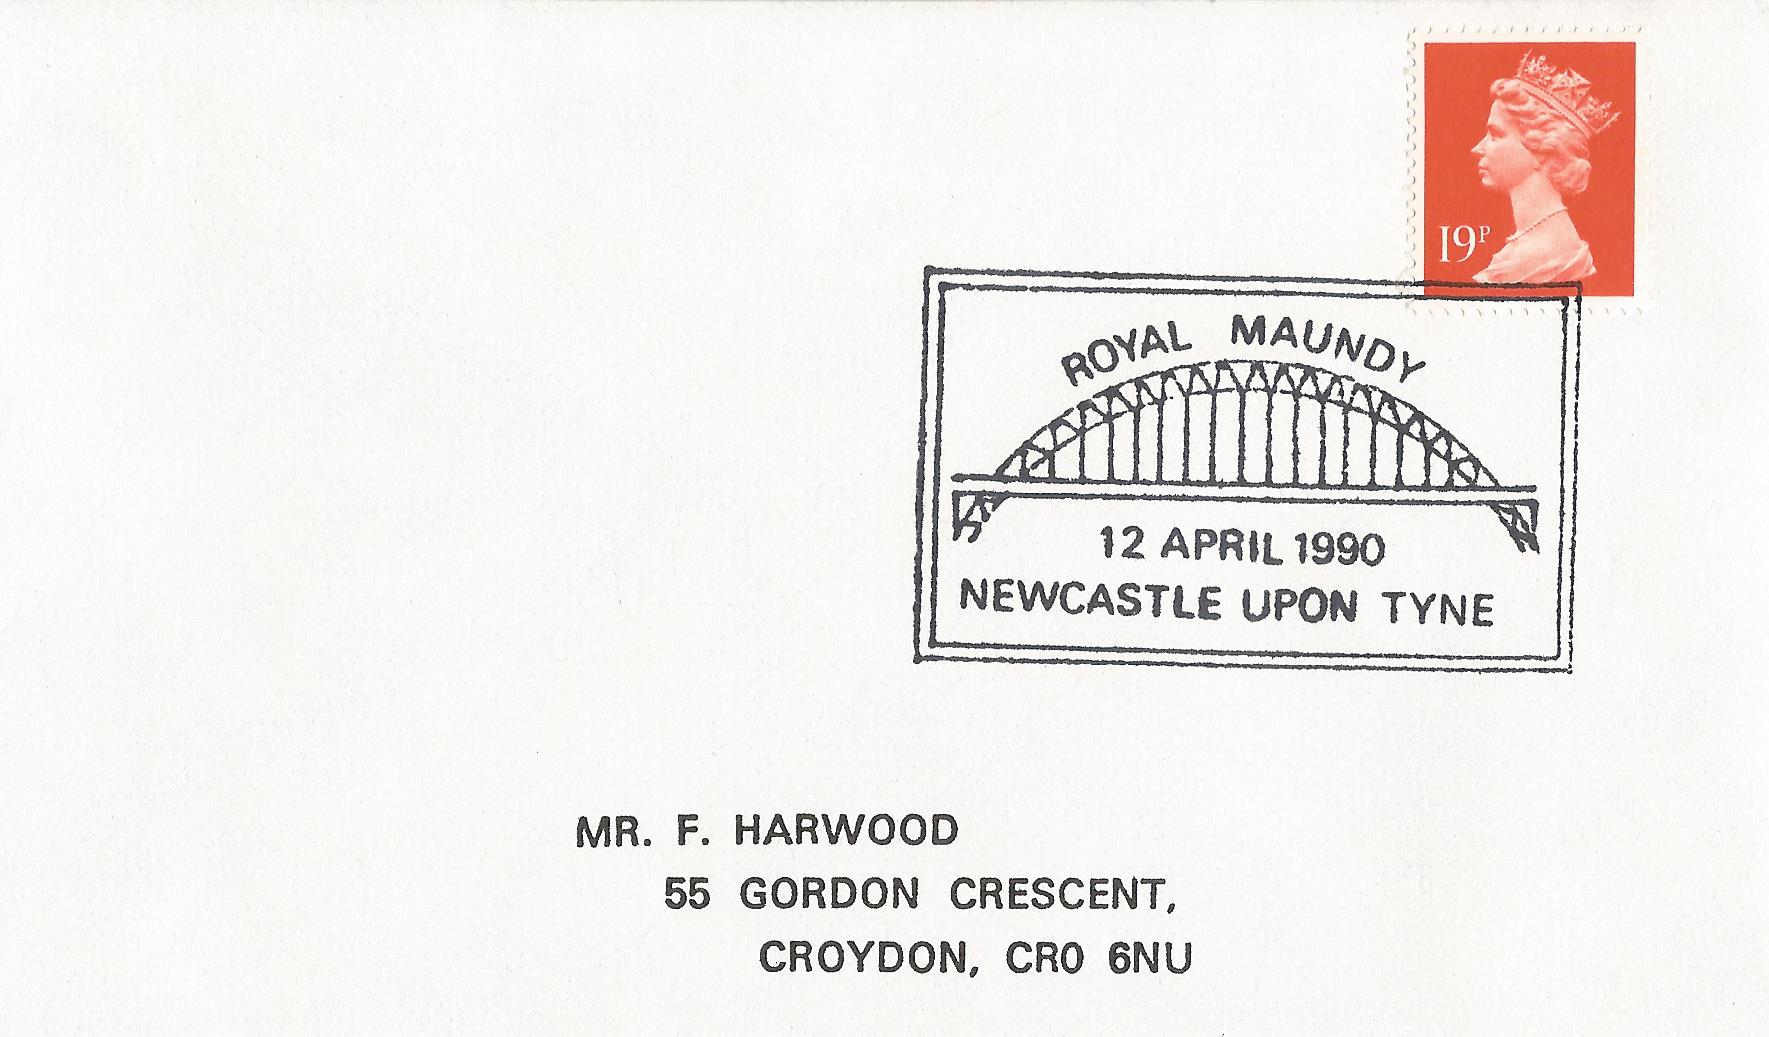 19P
ROYAL MAUNDY
12 APRIL 1990
NEWCASTLE UPON TYNE
MR. F. HARWOOD
55 GORDON CRESCENT,
CROYDON, CR0 6NU